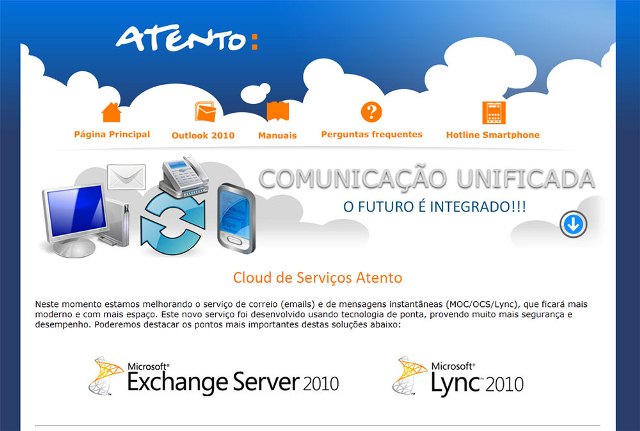 ATENTO:
Página Principal
Outlook 2010
Manuais
Perguntas frequentes
Hotline Smartphone
COMUNICAÇÃO UNIFICADA
O FUTURO É INTEGRADO!!!
Cloud de Serviços Atento
Neste momento estamos melhorando o serviço de correio (emails) e de mensagens instantâneas (MOC/OCS/Lync), que ficará mais
moderno e com mais espaço. Este novo serviço foi desenvolvido usando tecnologia de ponta, provendo muito mais segurança e
desempenho. Poderemos destacar os pontos mais importantes destas soluções abaixo:
Microsoft®
Exchange Server 2010
Microsoft®
Lync™ 2010